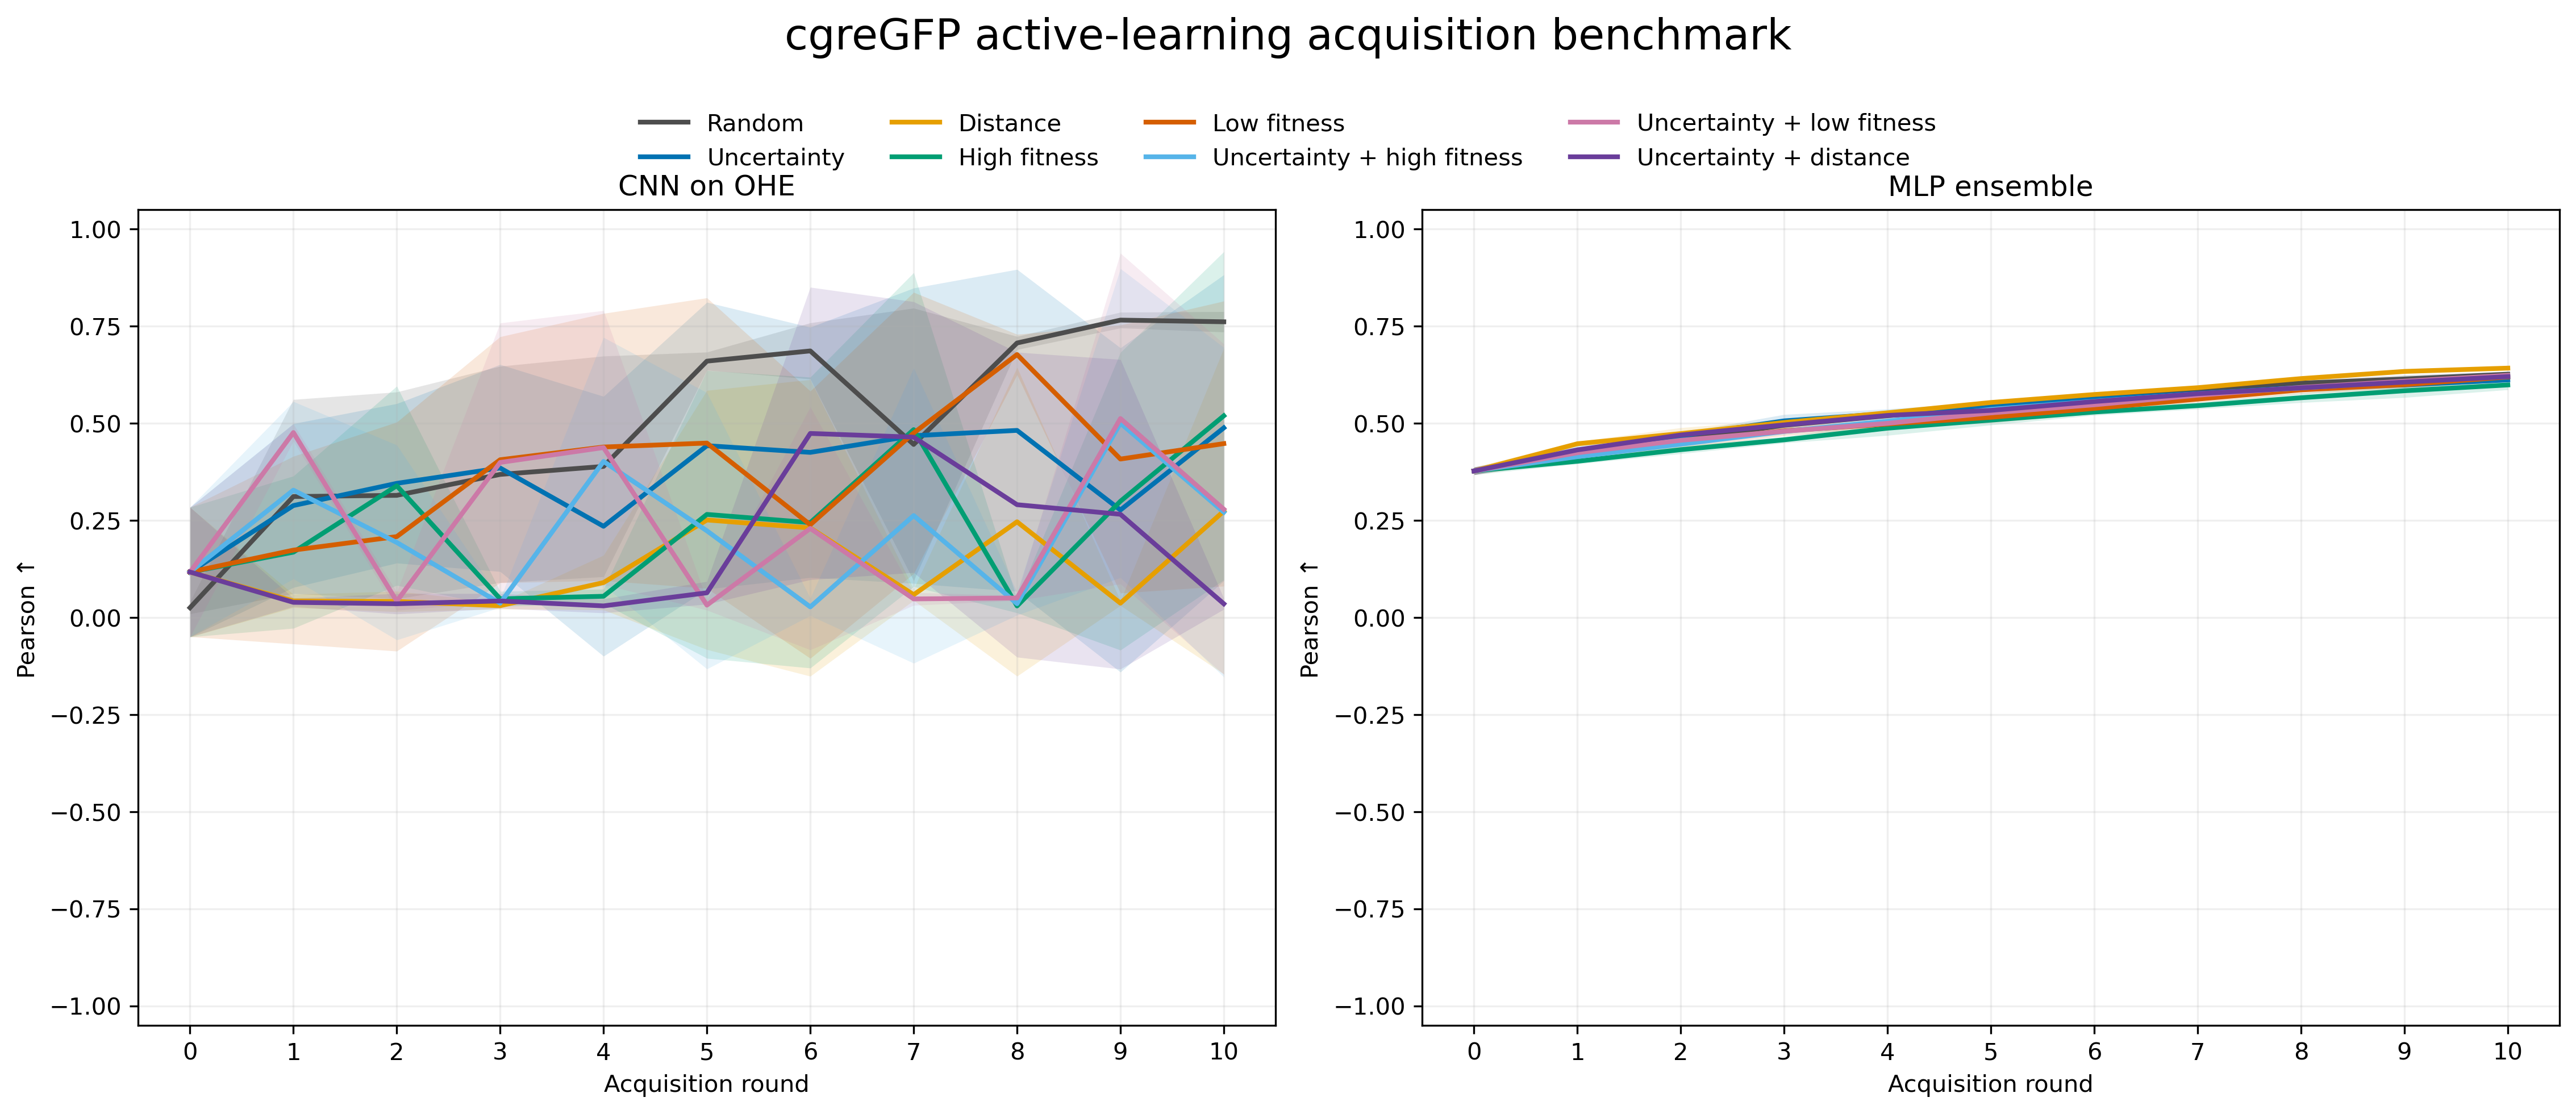 cgreGFP active-learning acquisition benchmark
Random
Uncertainty
Distance
High fitness
Low fitness
Uncertainty + high fitness
Uncertainty + low fitness
Uncertainty + distance
CNN on OHE
1.00
0.75
0.50
0.25
0.00
−0.25
−0.50
−0.75
−1.00
Pearson ↑
0 1 2 3 4 5 6 7 8 9 10
Acquisition round
MLP ensemble
1.00
0.75
0.50
0.25
0.00
−0.25
−0.50
−0.75
−1.00
Pearson ↑
0 1 2 3 4 5 6 7 8 9 10
Acquisition round